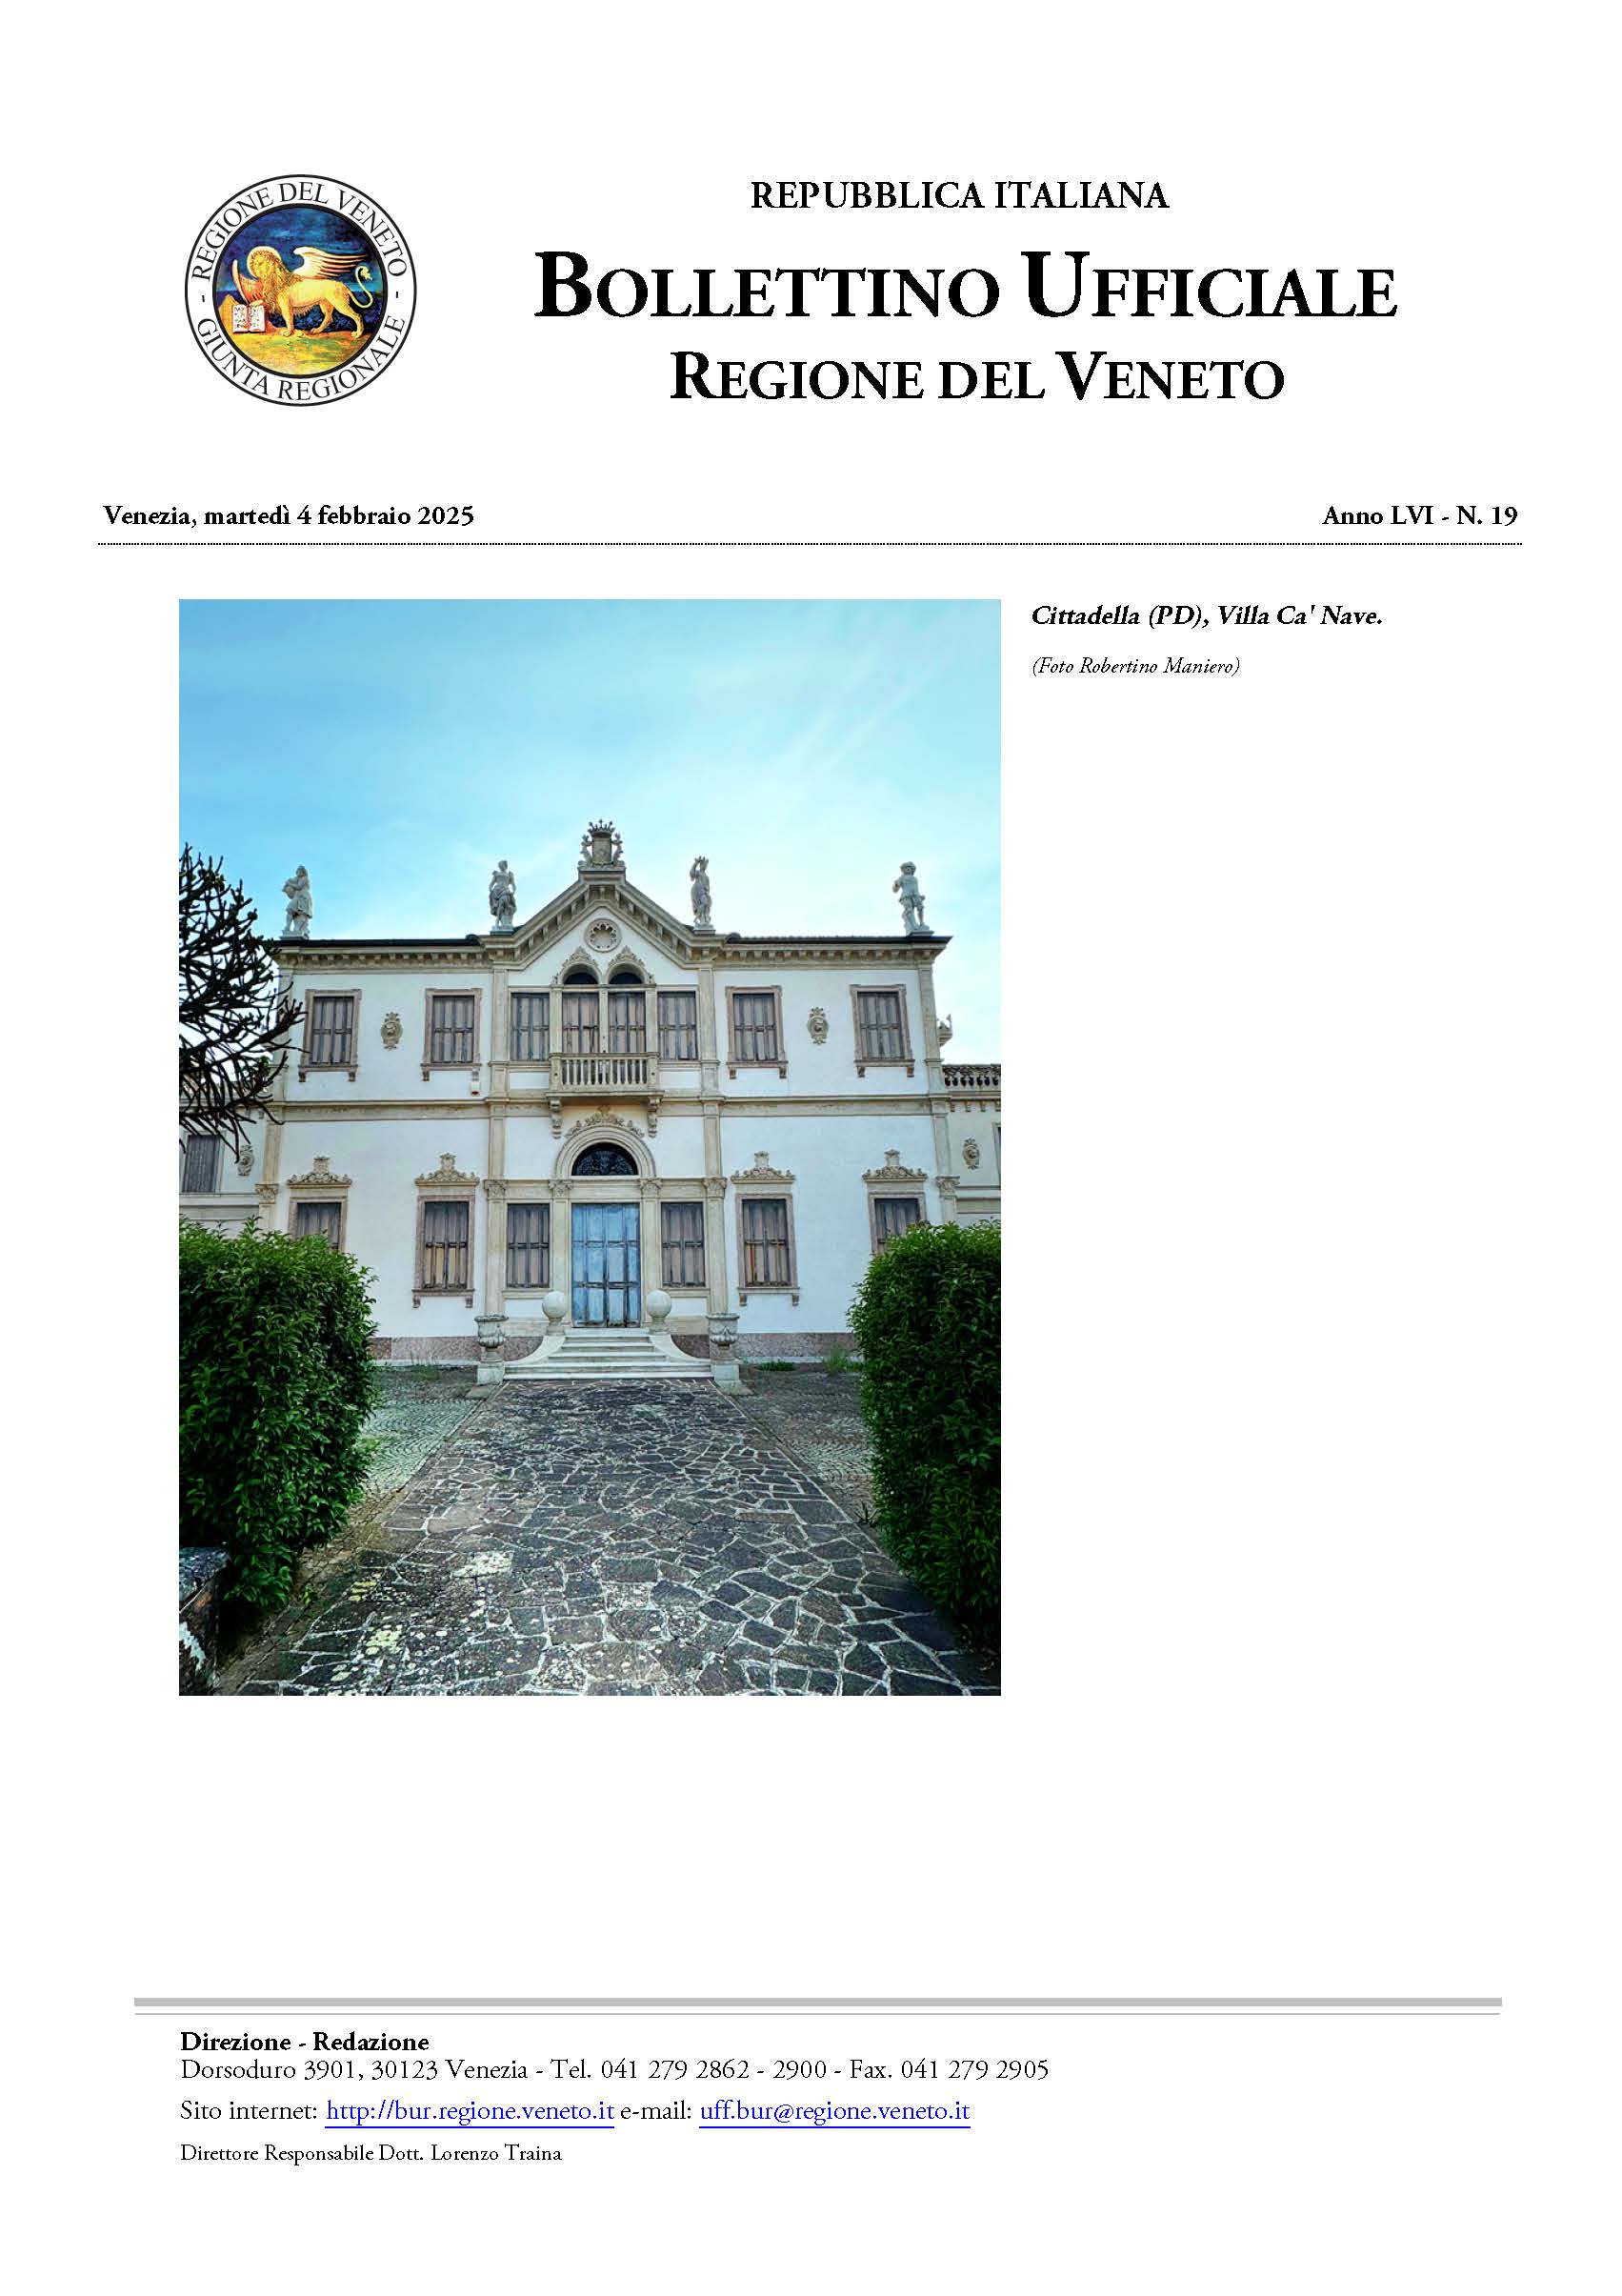 REGIONE DEL VENETO
- GIUNTA REGIONALE -
REPUBBLICA ITALIANA
BOLLETTINO UFFICIALE
REGIONE DEL VENETO
Venezia, martedì 4 febbraio 2025
Anno LVI - N. 19
Cittadella (PD), Villa Ca' Nave.
(Foto Robertino Maniero)
Direzione - Redazione
Dorsoduro 3901, 30123 Venezia - Tel. 041 279 2862 - 2900 - Fax. 041 279 2905
Sito internet: http://bur.regione.veneto.it e-mail: uff.bur@regione.veneto.it
Direttore Responsabile Dott. Lorenzo Traina